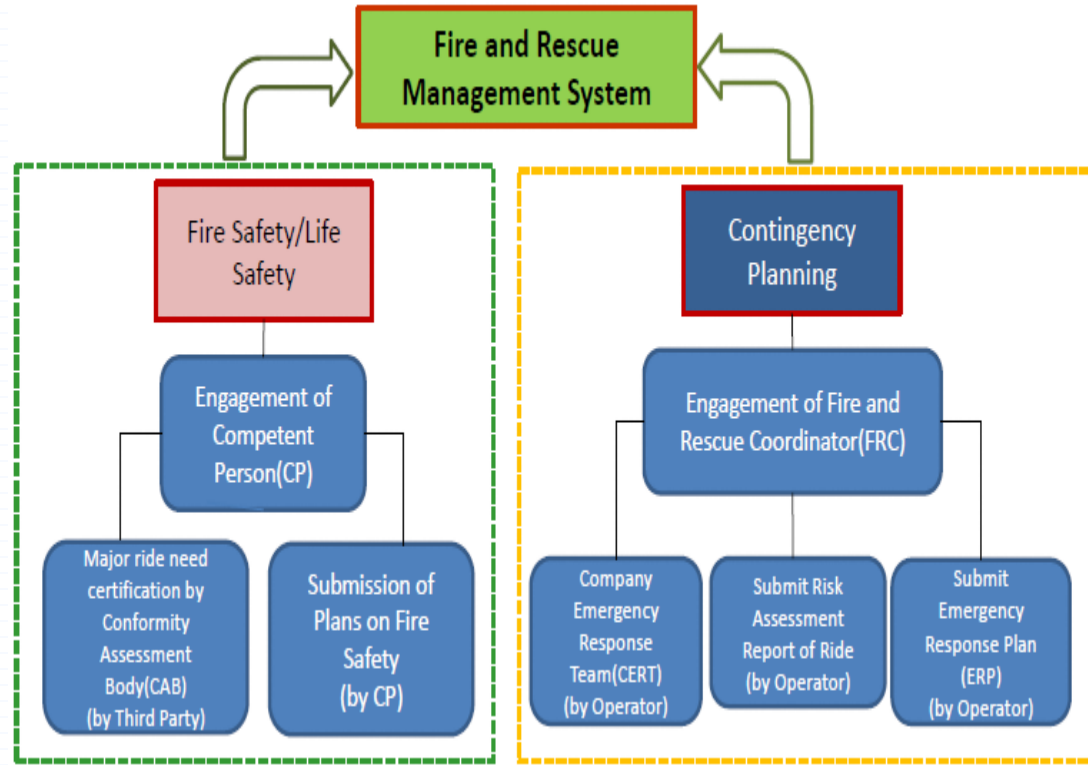 Fire and Rescue
Management System
Fire Safety/Life
Safety
Engagement of
Competent
Person(CP)
Major ride need
certification by
Conformity
Assessment
Body(CAB)
(by Third Party)
Submission of
Plans on Fire
Safety
(by CP)
Contingency
Planning
Engagement of Fire and
Rescue Coordinator(FRC)
Company
Emergency
Response
Team(CERT)
(by Operator)
Submit Risk
Assessment
Report of Ride
(by Operator)
Submit
Emergency
Response Plan
(ERP)
(by Operator)